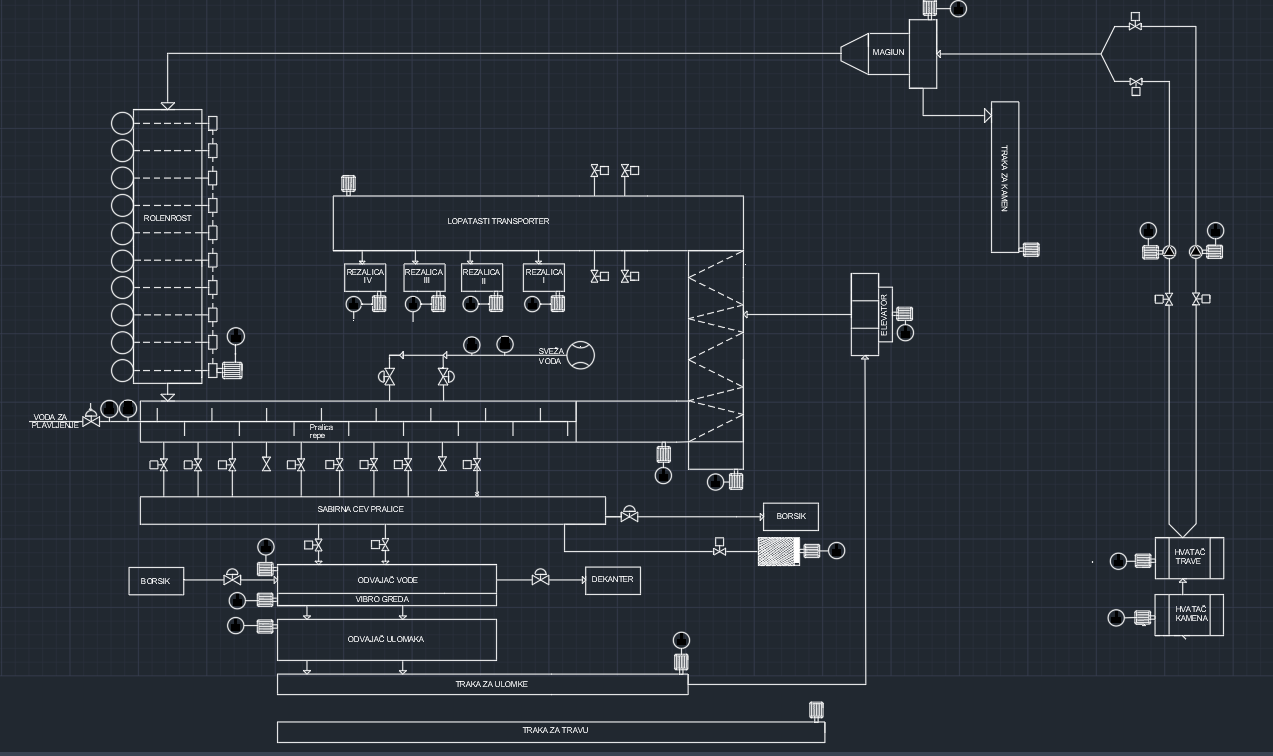 MAGIUN
TRAKA ZA KAMEN
ROLENROST
LOPATASTI TRANSPORTER
REZALICA
IV
REZALICA
III
REZALICA
II
REZALICA
I
ELEVATOR
SVEŽA
VODA
VODA ZA
PLAVLJENJE
Pralica
repe
SABIRNA CEV PRALICE
BORSIK
BORSIK
ODVAJAČ VODE
DEKANTER
VIBRO GREDA
ODVAJAČ ULOMAKA
HVATAČ
TRAVE
HVATAČ
KAMENA
TRAKA ZA ULOMKE
TRAKA ZA TRAVU